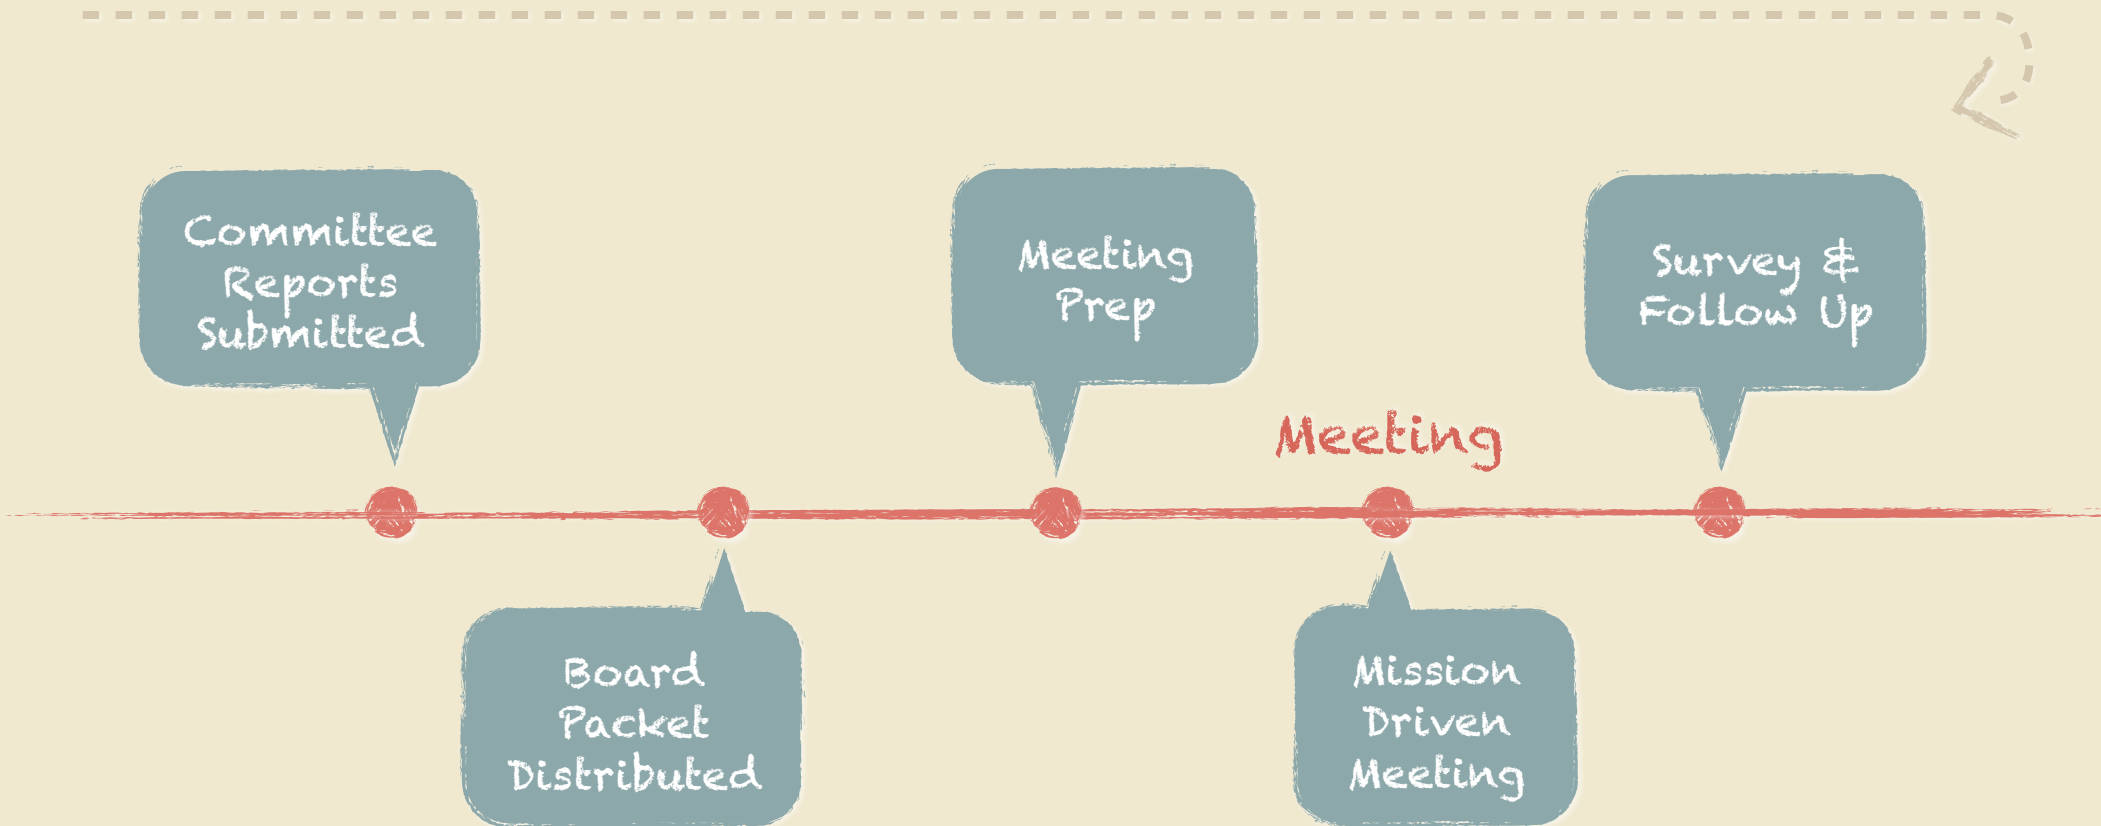 Committee
Reports
Submitted
Meeting
Prep
Survey &
Follow Up
Meeting
Board
Packet
Distributed
Mission
Driven
Meeting